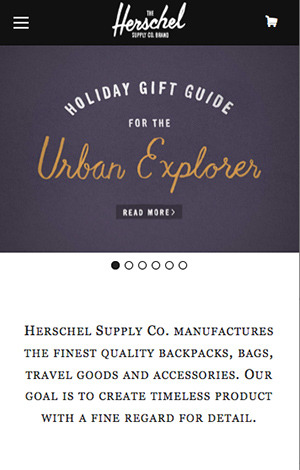 THE
Herschel
SUPPLY CO. BRAND
HOLIDAY GIFT GUIDE
FOR THE
Urban Explorer
READ MORE >
HERSCHEL SUPPLY CO. MANUFACTURES
THE FINEST QUALITY BACKPACKS, BAGS,
TRAVEL GOODS AND ACCESSORIES. OUR
GOAL IS TO CREATE TIMELESS PRODUCT
WITH A FINE REGARD FOR DETAIL.